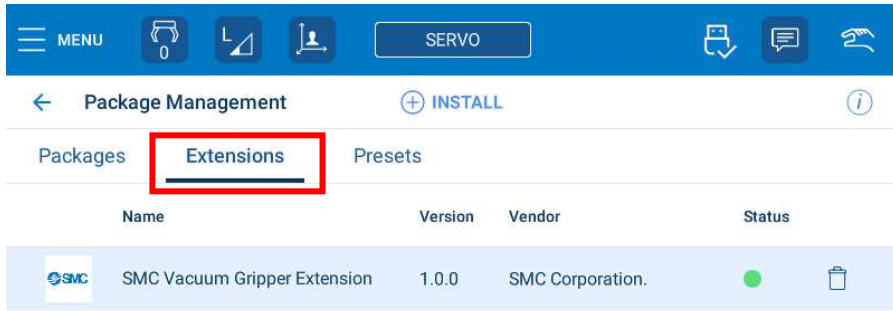 MENU 0 L SERVO
Package Management INSTALL i
Packages Extensions Presets
Name Version Vendor Status
SMC SMC Vacuum Gripper Extension 1.0.0 SMC Corporation.